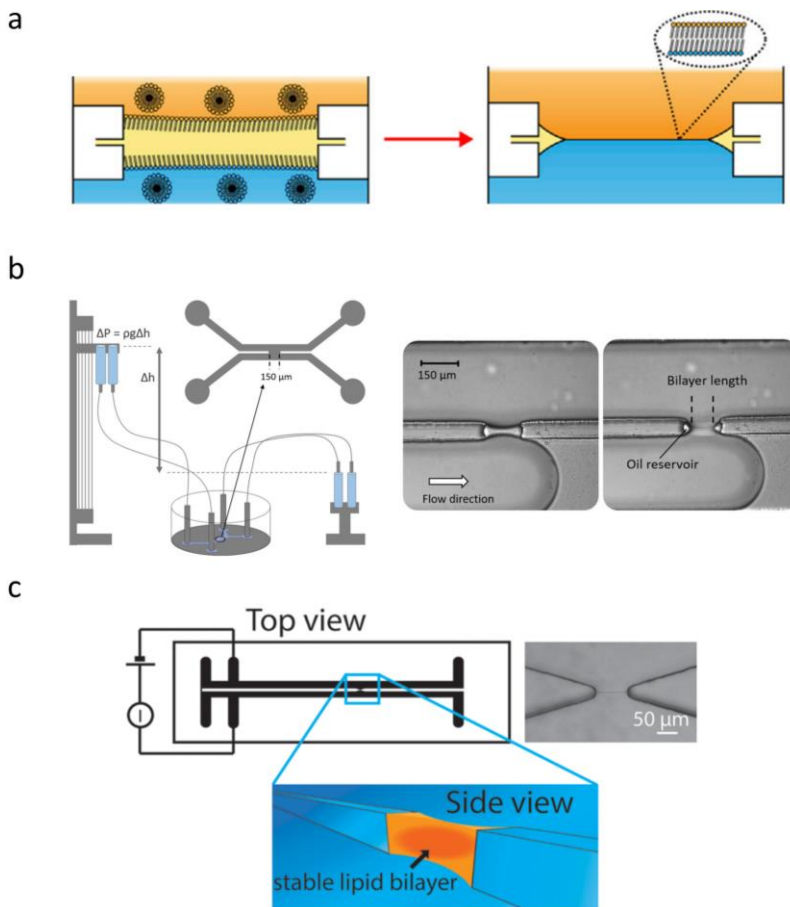 a
b
ΔP = ρgΔh
Δh
150 μm
150 μm
Flow direction
Bilayer length
Oil reservoir
c
Top view
I
50 μm
Side view
stable lipid bilayer